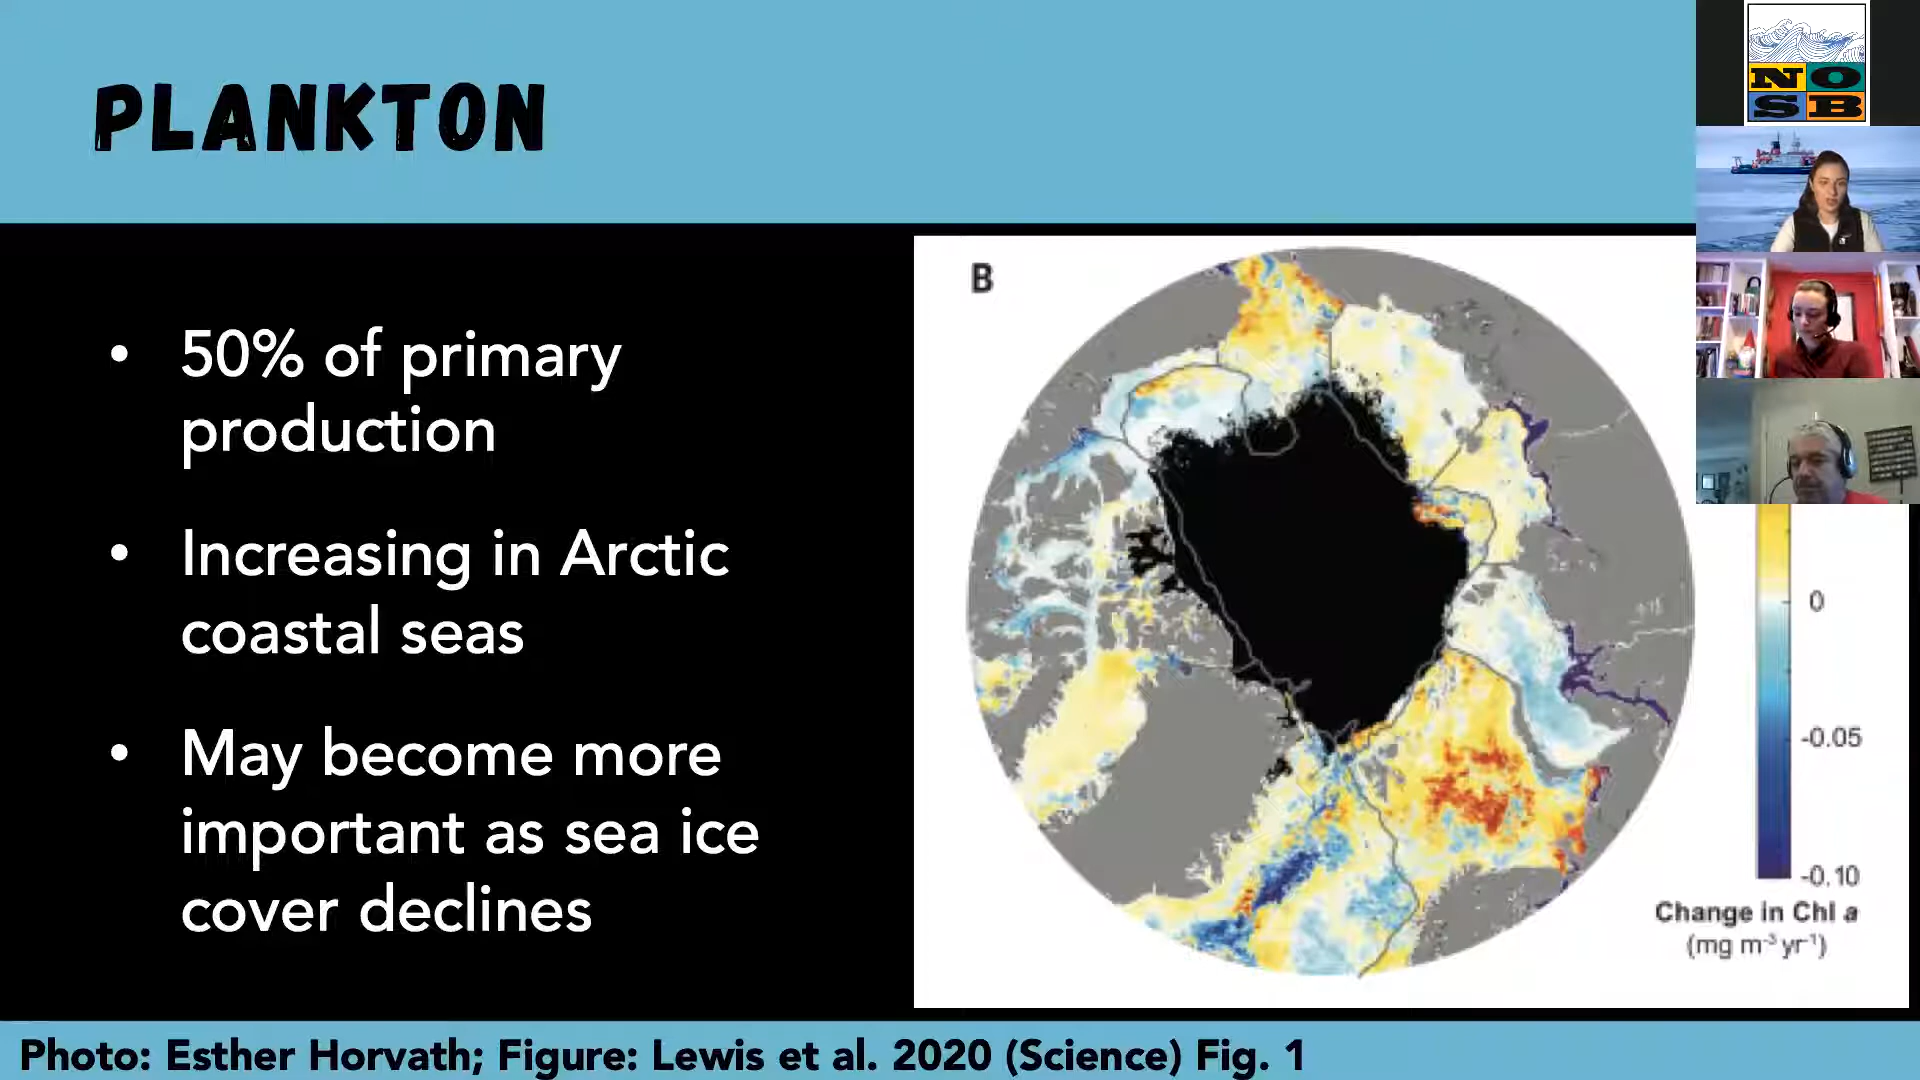 PLANKTON
• 50% of primary
production
• Increasing in Arctic
coastal seas
• May become more
important as sea ice
cover declines
B
0
-0.05
-0.10
Change in Chl a
(mg m-3 yr-1)
Photo: Esther Horvath; Figure: Lewis et al. 2020 (Science) Fig. 1
N O
S B